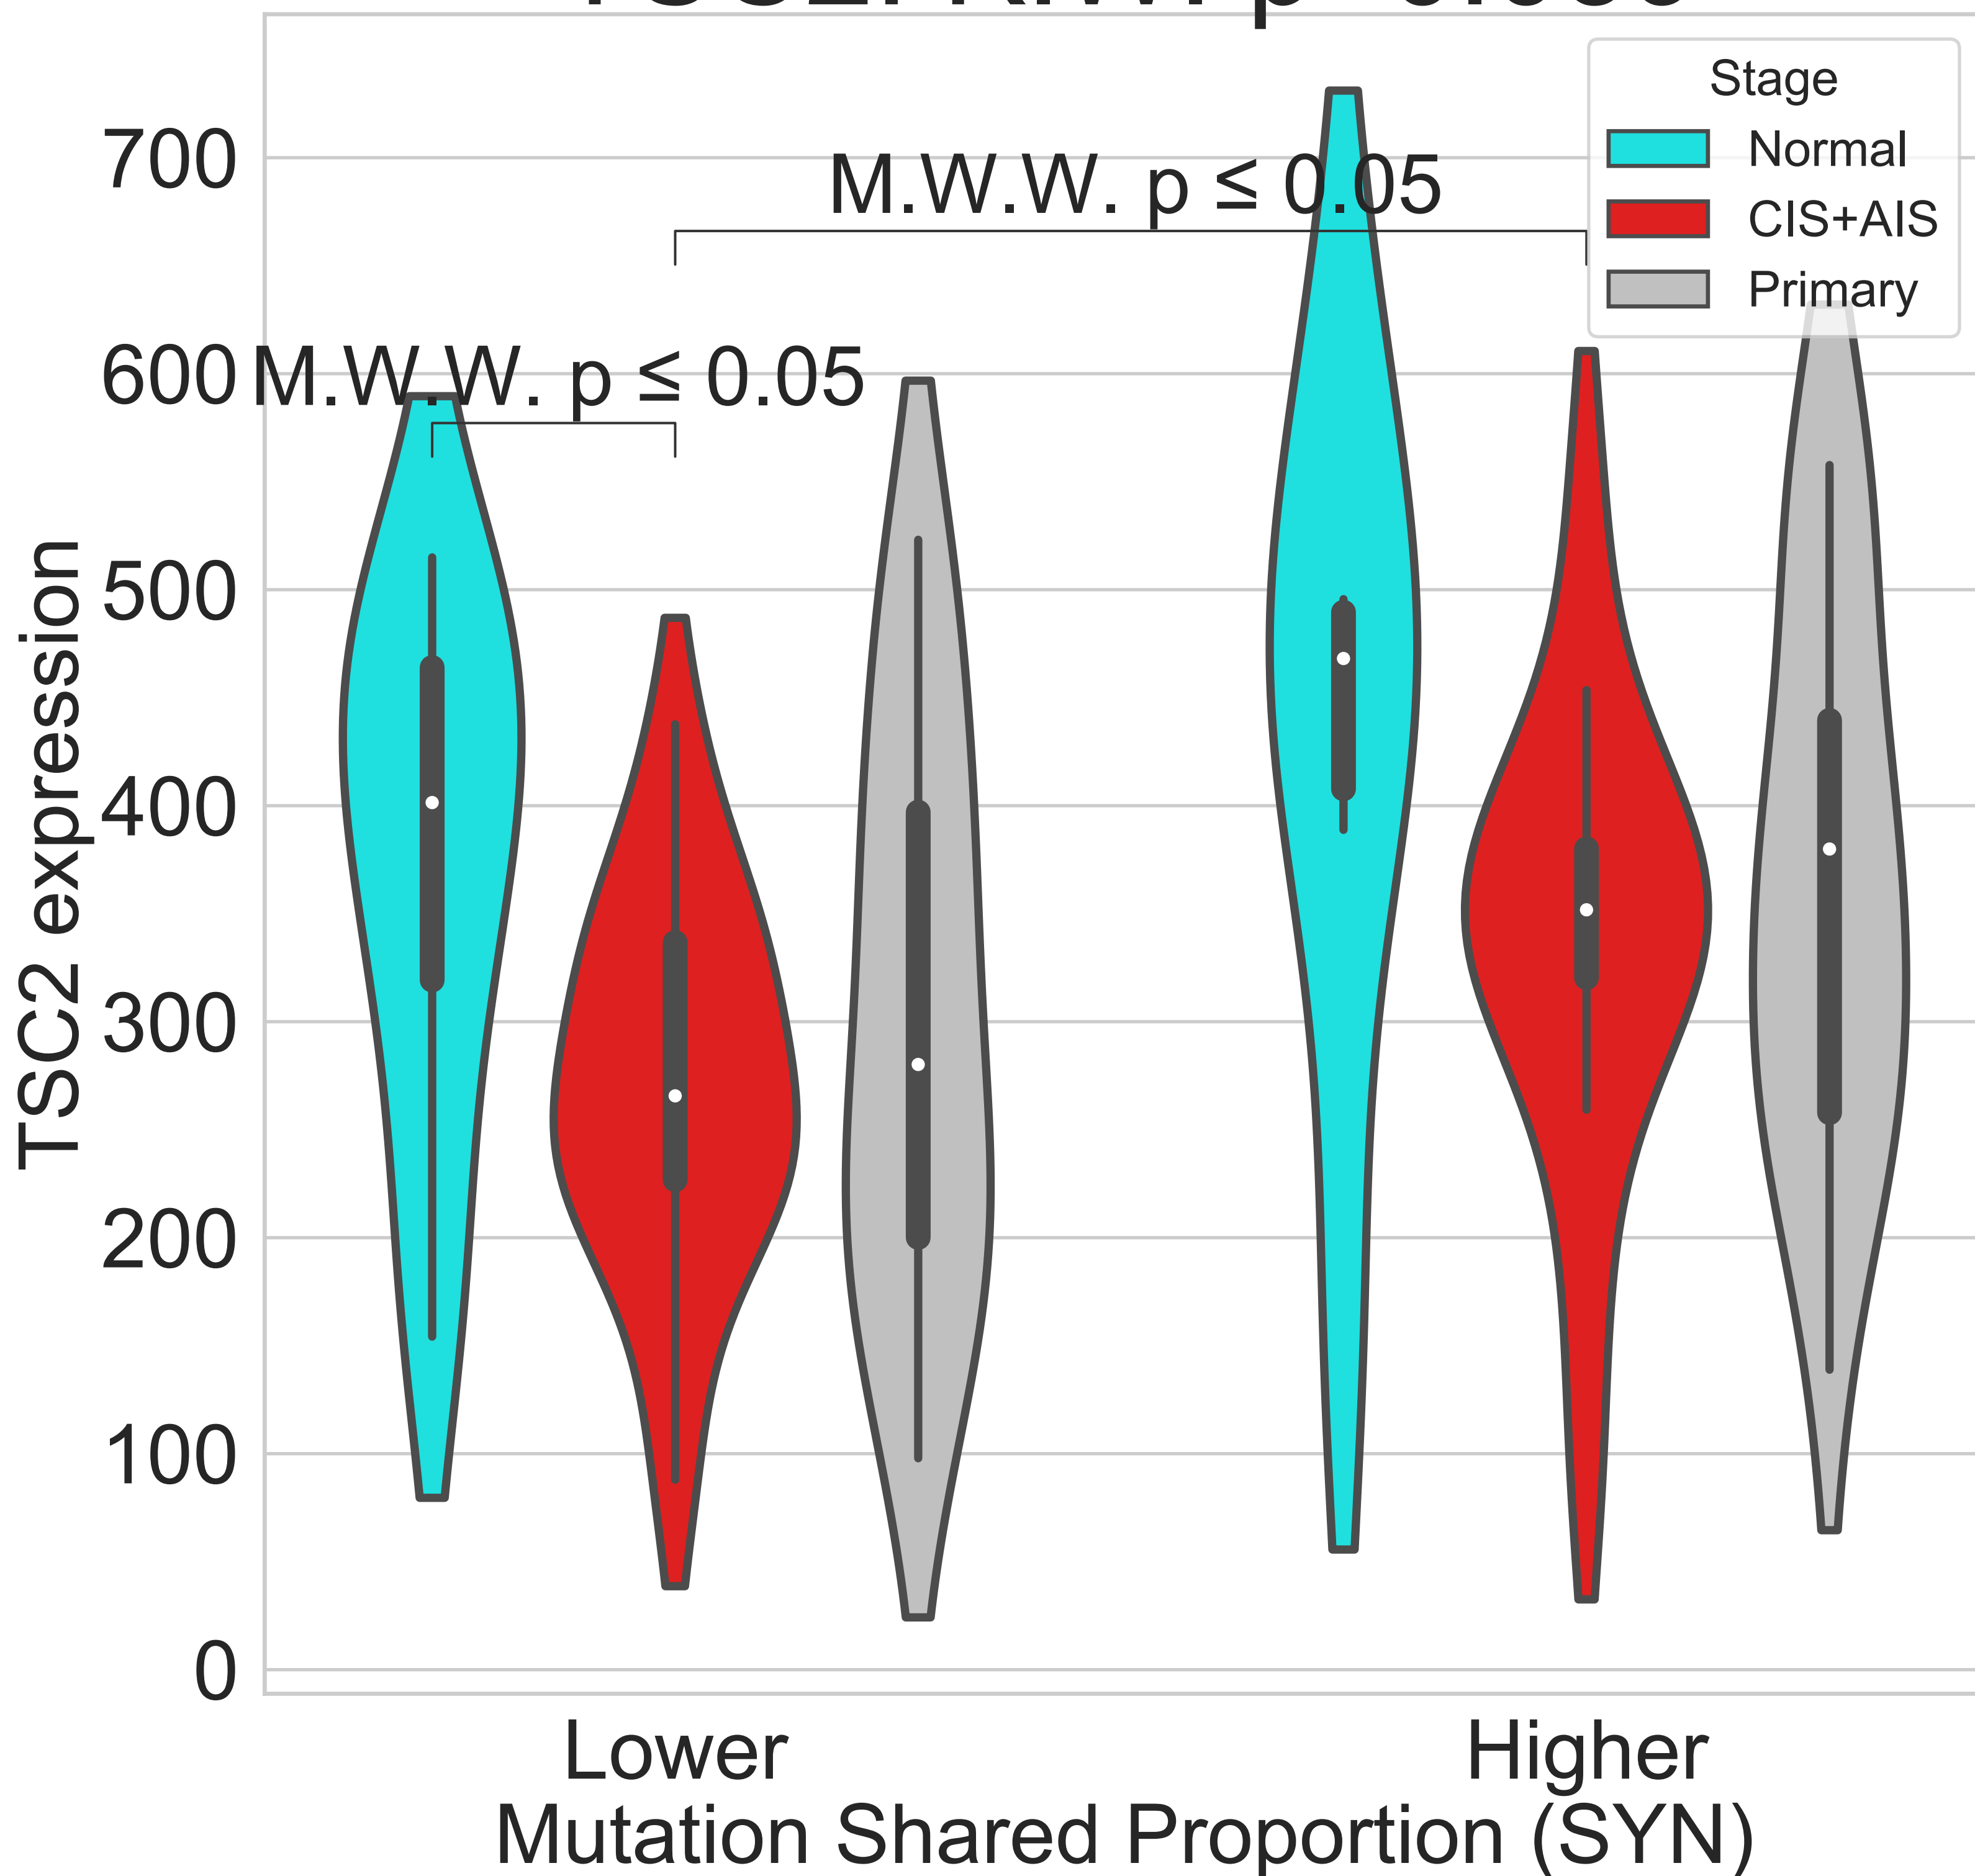 Stage
Normal
CIS+AIS
Primary
M.W.W. p ≤ 0.05
M.W.W. p ≤ 0.05
700
600
500
400
300
200
100
0
TSC2 expression
Lower
Higher
Mutation Shared Proportion (SYN)